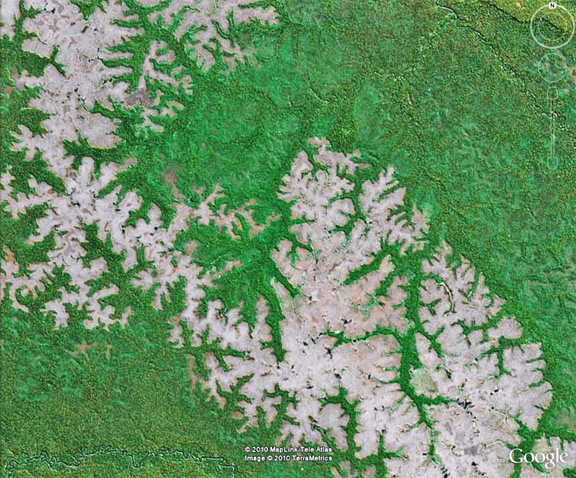 N
© 2010 MapLink/Tele Atlas
Image © 2010 TerraMetrics
Google